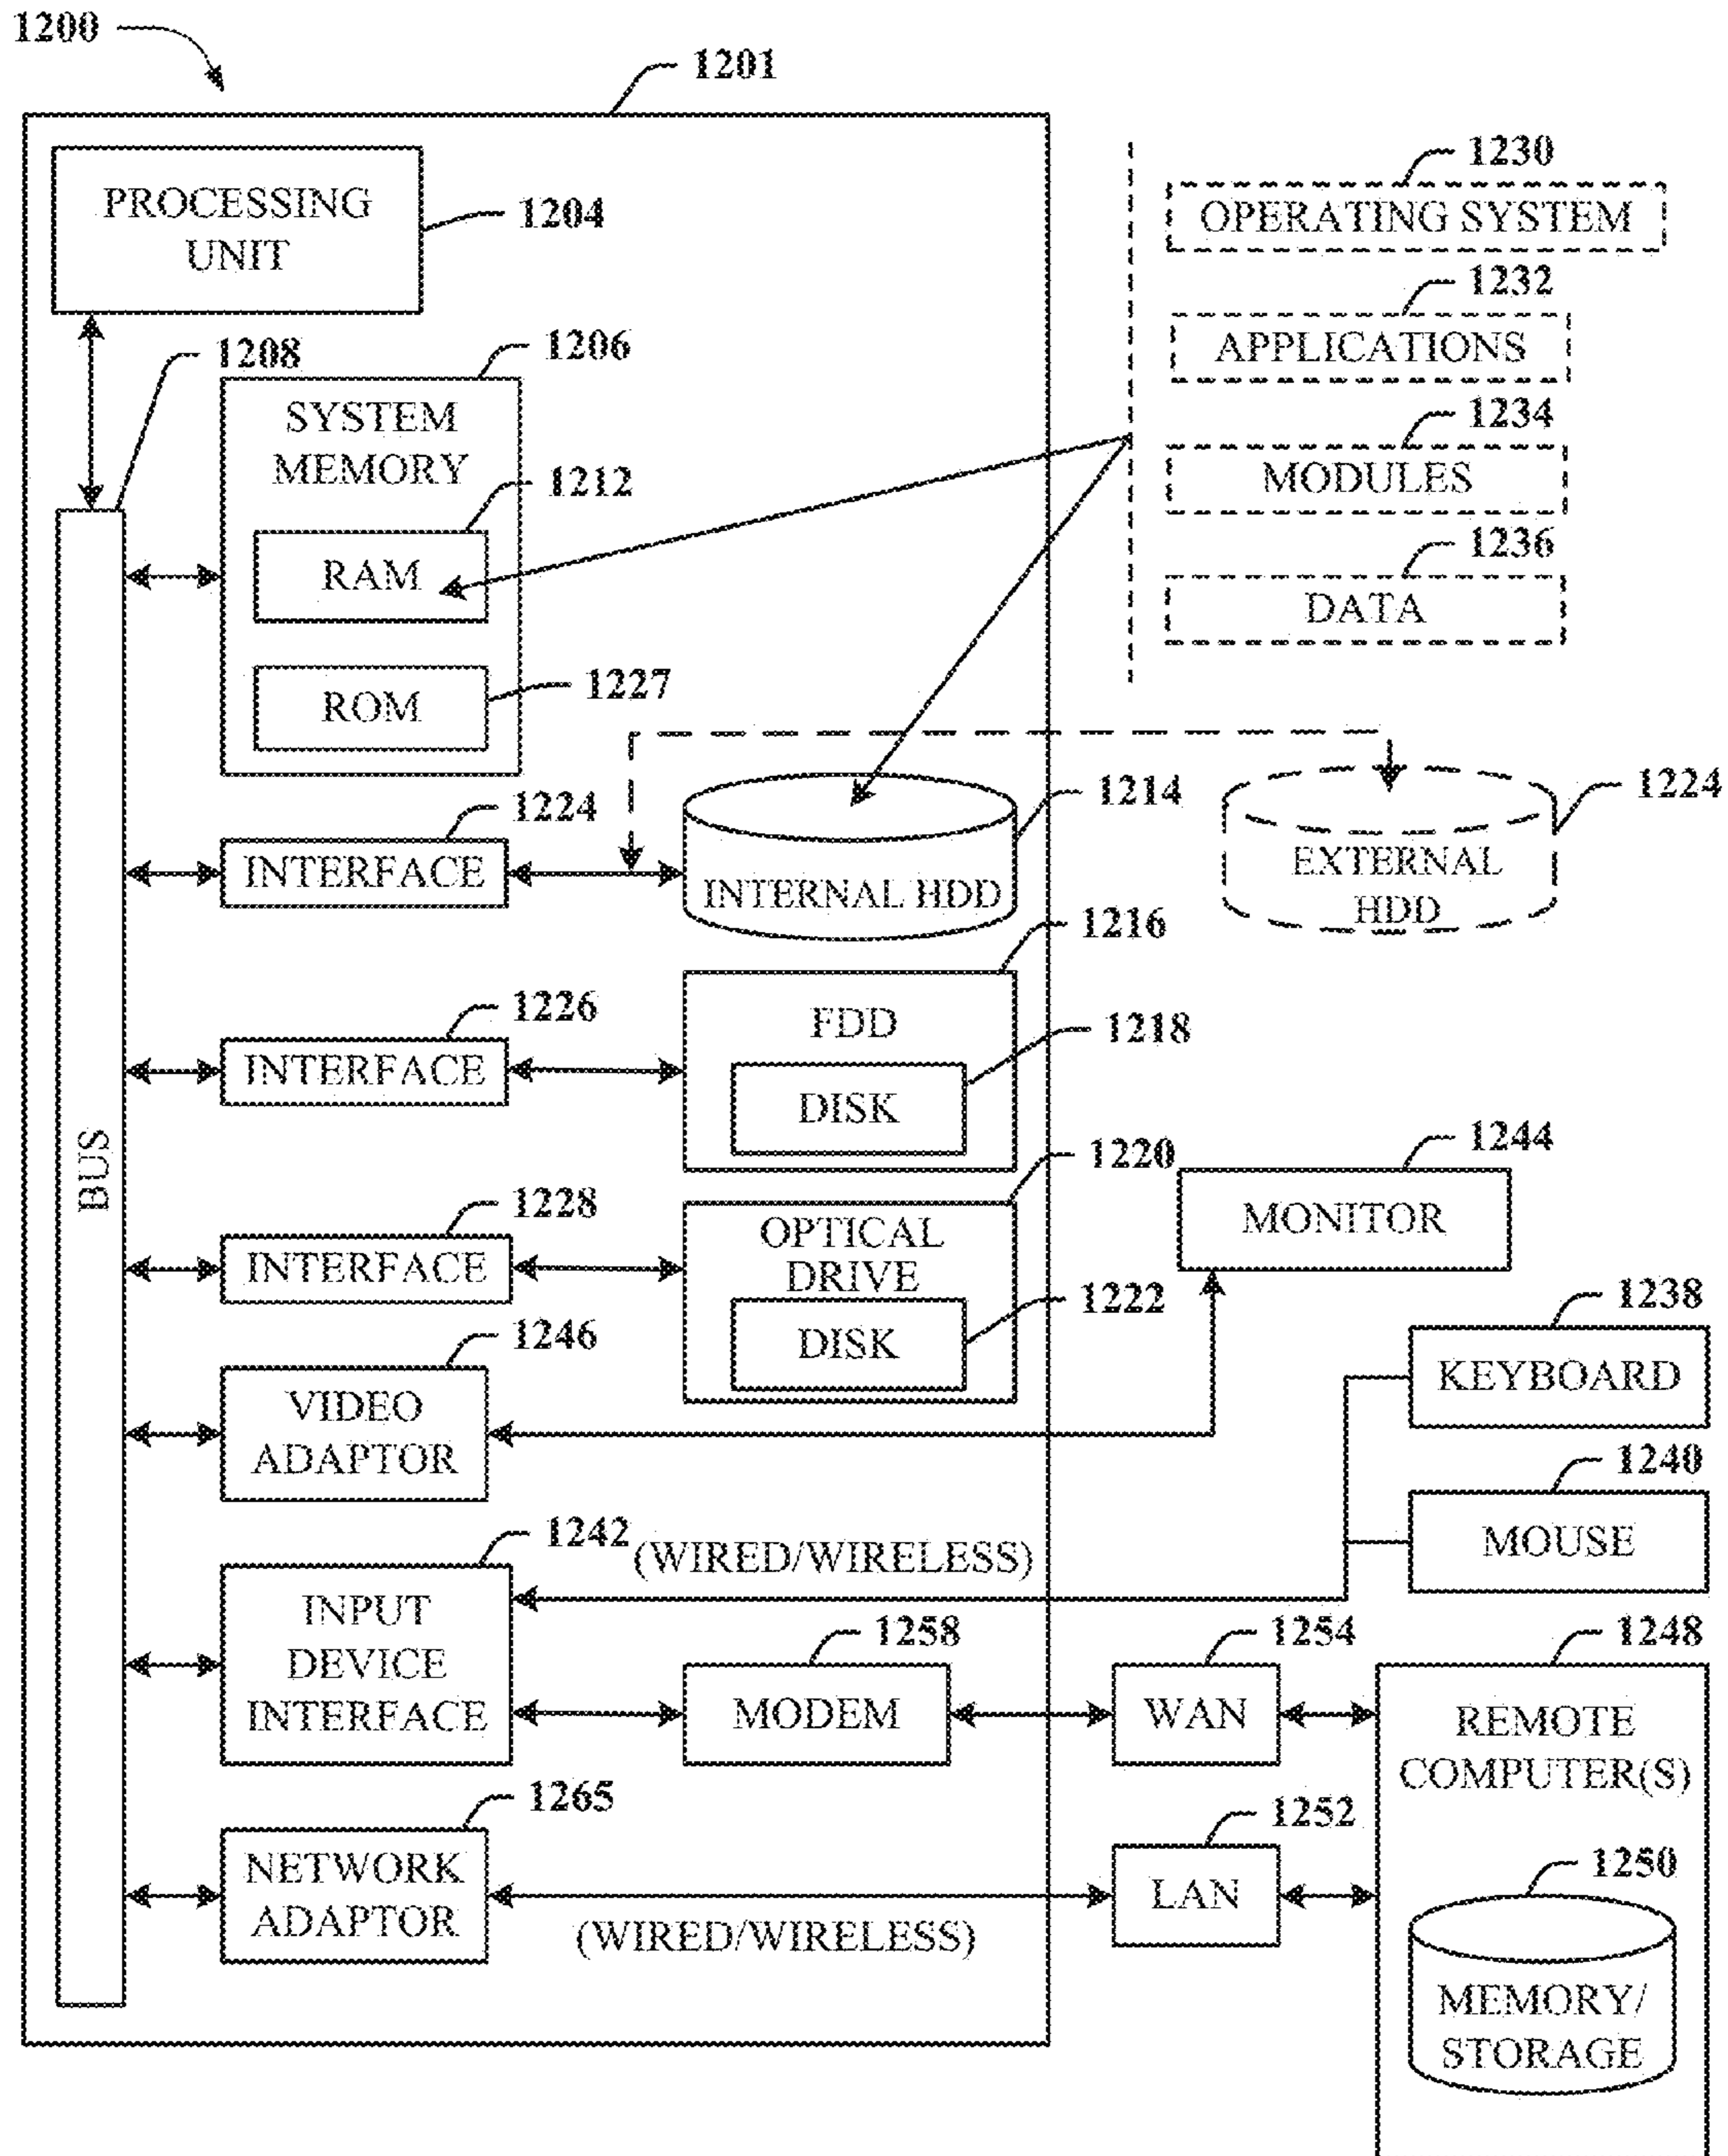 1200
1201
PROCESSING
UNIT
1204
1208
1206
SYSTEM
MEMORY
1212
RAM
ROM
1227
1230
OPERATING SYSTEM
1232
APPLICATIONS
1234
MODULES
1236
DATA
1224
INTERFACE
1214
INTERNAL HDD
1224
EXTERNAL
HDD
1216
1226
INTERFACE
FDD
1218
DISK
BUS
1220
1228
INTERFACE
OPTICAL
DRIVE
1222
DISK
1244
MONITOR
1238
KEYBOARD
1246
VIDEO
ADAPTOR
1240
MOUSE
1242
(WIRED/WIRELESS)
INPUT
DEVICE
INTERFACE
1258
MODEM
1254
WAN
1248
REMOTE
COMPUTER(S)
1265
NETWORK
ADAPTOR
(WIRED/WIRELESS)
1252
LAN
1250
MEMORY/
STORAGE